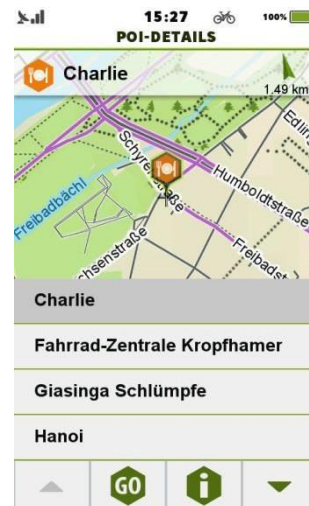 15:27
100%
POI-DETAILS
Charlie
1,49 km
Schyrenstraße
Humboldtstraße
Freibadbächl
Freibadst
chsenstraße
Charlie
Fahrrad-Zentrale Kropfhamer
Giasinga Schlümpfe
Hanoi
GO
i